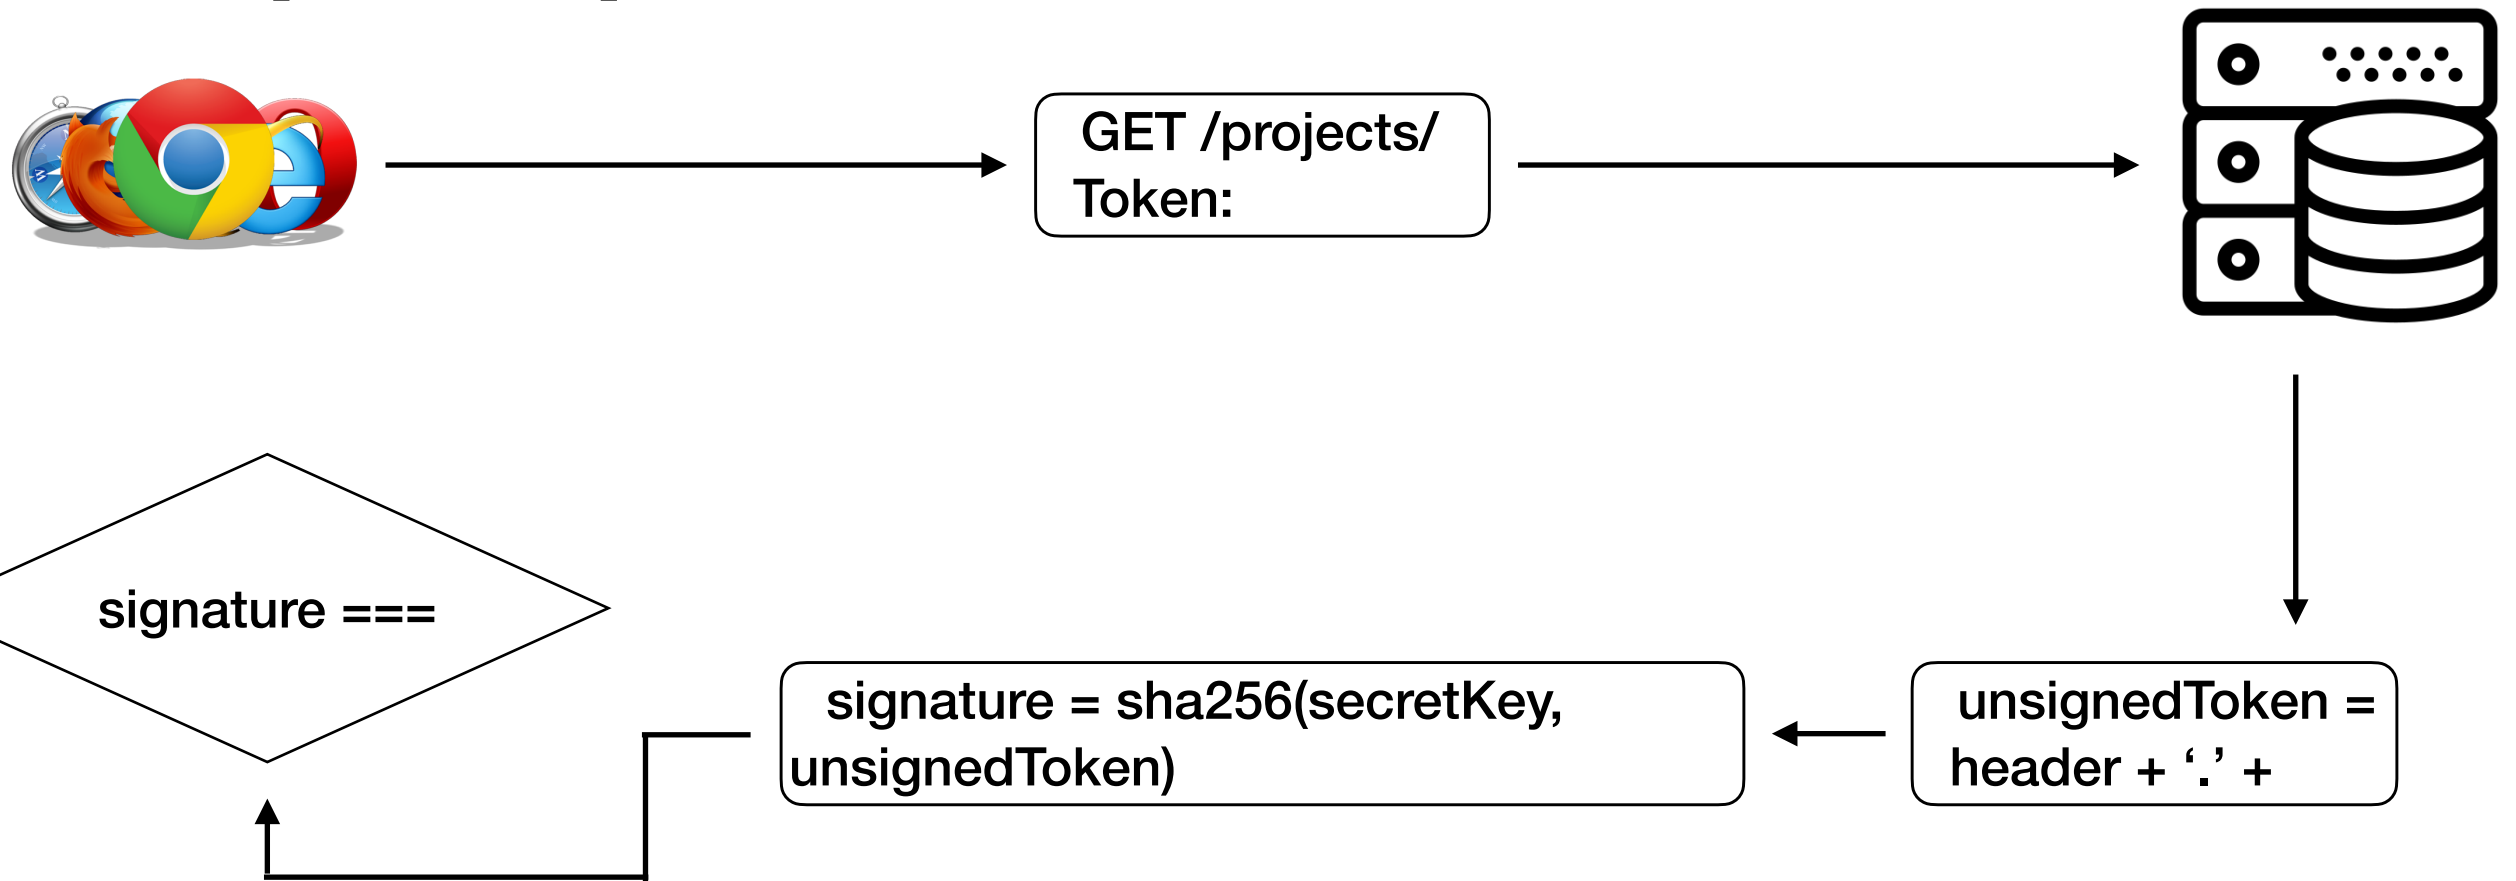 GET /projects/
Token:
signature ===
signature = sha256(secretKey,
unsignedToken)
unsignedToken =
header + ‘.’ +